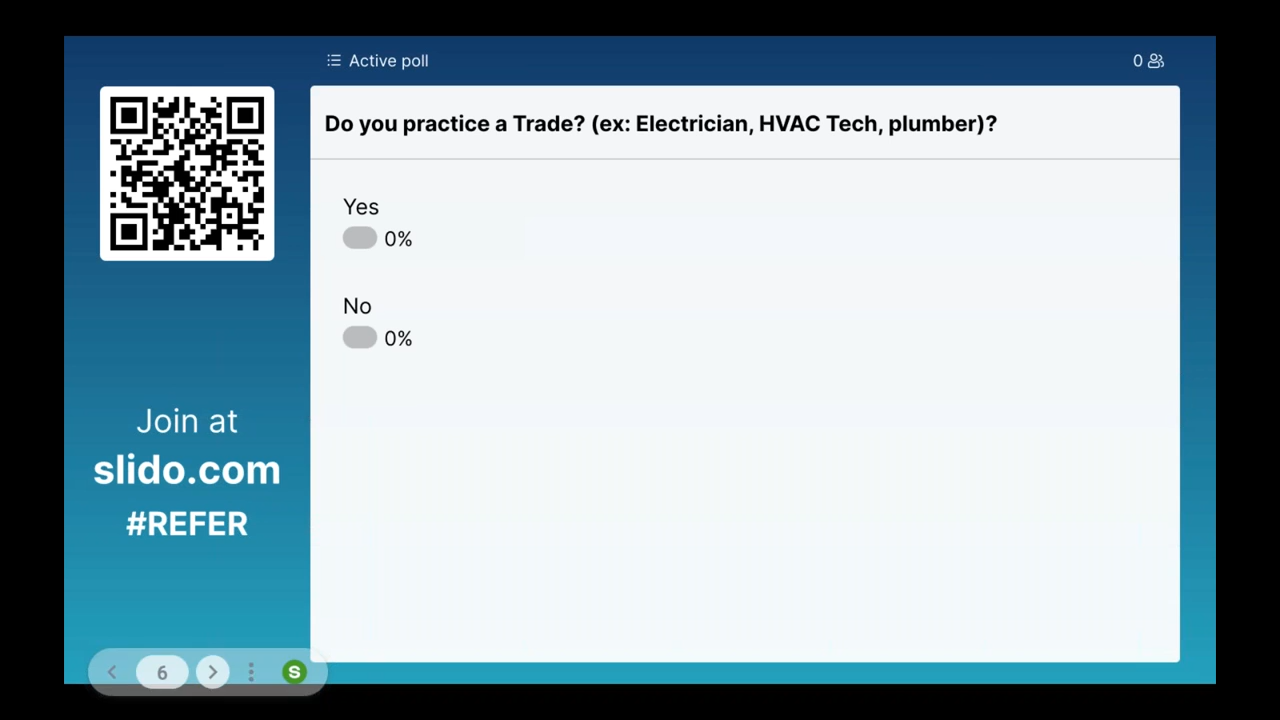 Active poll
0
Do you practice a Trade? (ex: Electrician, HVAC Tech, plumber)?
Yes
0%
No
0%
Join at
slido.com
#REFER
6
S